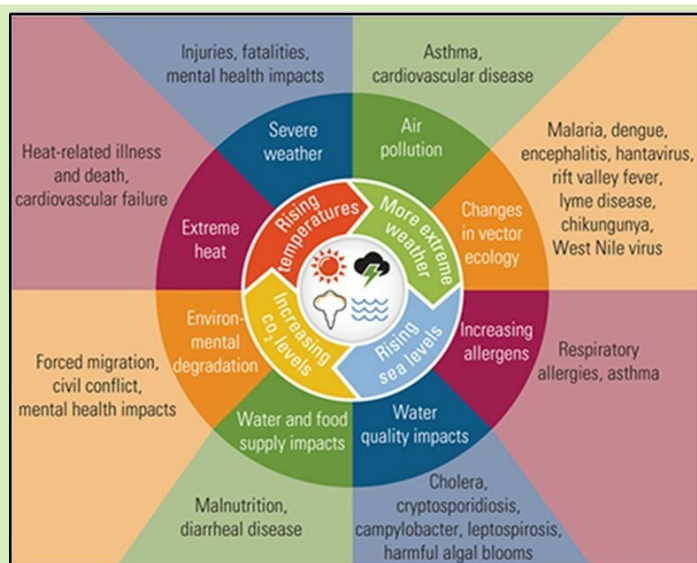 Injuries, fatalities,
mental health impacts
Asthma,
cardiovascular disease
Heat-related illness
and death,
cardiovascular failure
Severe
weather
Air
pollution
Malaria, dengue,
encephalitis, hantavirus,
rift valley fever,
lyme disease,
chikungunya,
West Nile virus
Extreme
heat
Rising
temperatures
More extreme
weather
Changes
in vector
ecology
Environ-
mental
degradation
Increasing
co₂ levels
Rising
sea levels
Increasing
allergens
Forced migration,
civil conflict,
mental health impacts
Respiratory
allergies, asthma
Water and food
supply impacts
Water
quality impacts
Malnutrition,
diarrheal disease
Cholera,
cryptosporidiosis,
campylobacter, leptospirosis,
harmful algal blooms